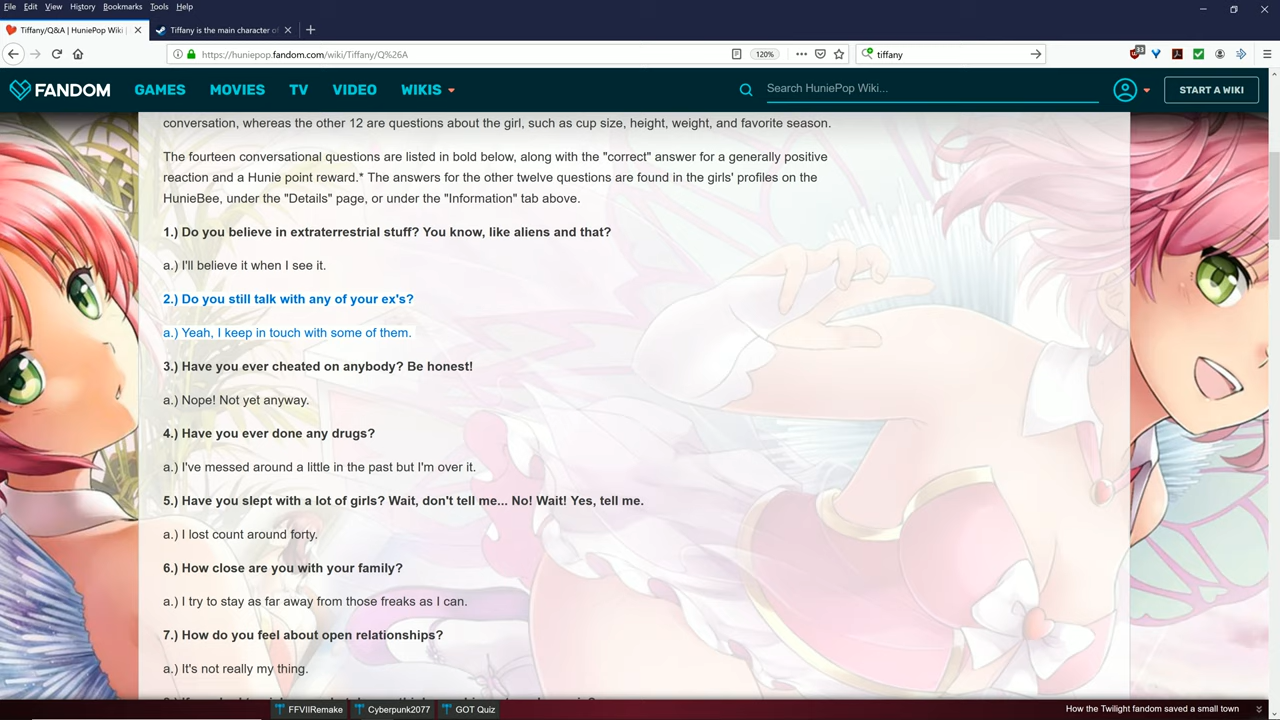 File Edit View History Bookmarks Tools Help
Tiffany/Q&A | HuniePop Wiki |
Tiffany is the main character of
https://huniepop.fandom.com/wiki/Tiffany/Q%26A
120%
tiffany
33
FANDOM
GAMES
MOVIES
TV
VIDEO
WIKIS
Search HuniePop Wiki...
START A WIKI
conversation, whereas the other 12 are questions about the girl, such as cup size, height, weight, and favorite season.
The fourteen conversational questions are listed in bold below, along with the "correct" answer for a generally positive
reaction and a Hunie point reward.* The answers for the other twelve questions are found in the girls' profiles on the
HunieBee, under the "Details" page, or under the "Information" tab above.
1.) Do you believe in extraterrestrial stuff? You know, like aliens and that?
a.) I'll believe it when I see it.
2.) Do you still talk with any of your ex's?
a.) Yeah, I keep in touch with some of them.
3.) Have you ever cheated on anybody? Be honest!
a.) Nope! Not yet anyway.
4.) Have you ever done any drugs?
a.) I've messed around a little in the past but I'm over it.
5.) Have you slept with a lot of girls? Wait, don't tell me... No! Wait! Yes, tell me.
a.) I lost count around forty.
6.) How close are you with your family?
a.) I try to stay as far away from those freaks as I can.
7.) How do you feel about open relationships?
a.) It's not really my thing.
FFVIIRemake
Cyberpunk2077
GOT Quiz
How the Twilight fandom saved a small town